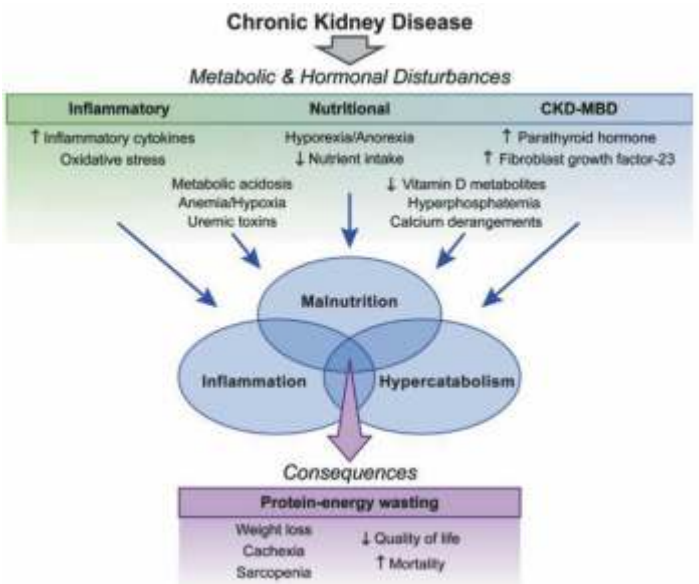 Chronic Kidney Disease
Metabolic & Hormonal Disturbances
Inflammatory
Nutritional
CKD-MBD
↑ Inflammatory cytokines
Oxidative stress
Hyporexia/Anorexia
↓ Nutrient intake
↑ Parathyroid hormone
↑ Fibroblast growth factor-23
Metabolic acidosis
Anemia/Hypoxia
Uremic toxins
↓ Vitamin D metabolites
Hyperphosphatemia
Calcium derangements
Malnutrition
Inflammation
Hypercatabolism
Consequences
Protein-energy wasting
Weight loss
Cachexia
Sarcopenia
↓ Quality of life
↑ Mortality